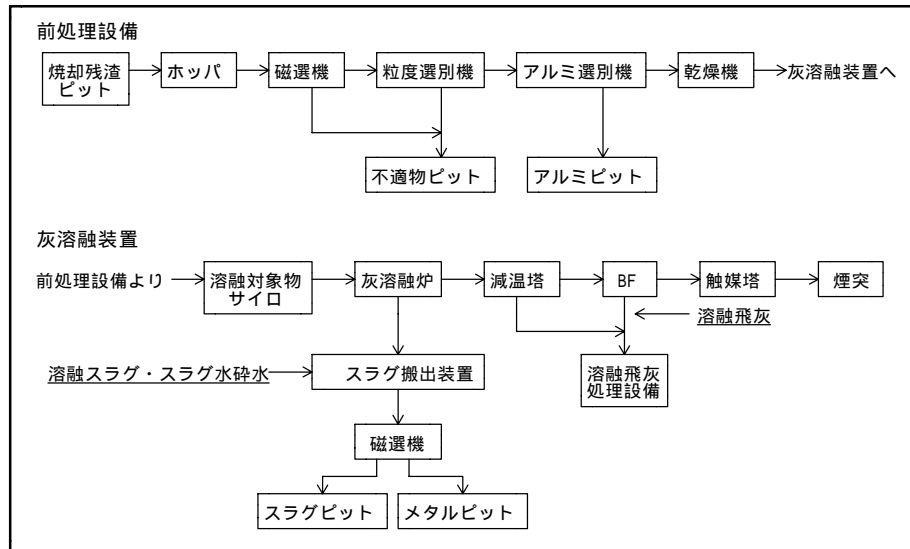 前処理設備
焼却残渣
ピット
ホッパ
磁選機
粒度選別機
アルミ選別機
乾燥機
灰溶融装置へ
不適物ピット
アルミピット
灰溶融装置
前処理設備より
溶融対象物
サイロ
灰溶融炉
減温塔
BF
触媒塔
煙突
溶融飛灰
溶融スラグ・スラグ水砕水
スラグ搬出装置
溶融飛灰
処理設備
磁選機
スラグピット
メタルピット